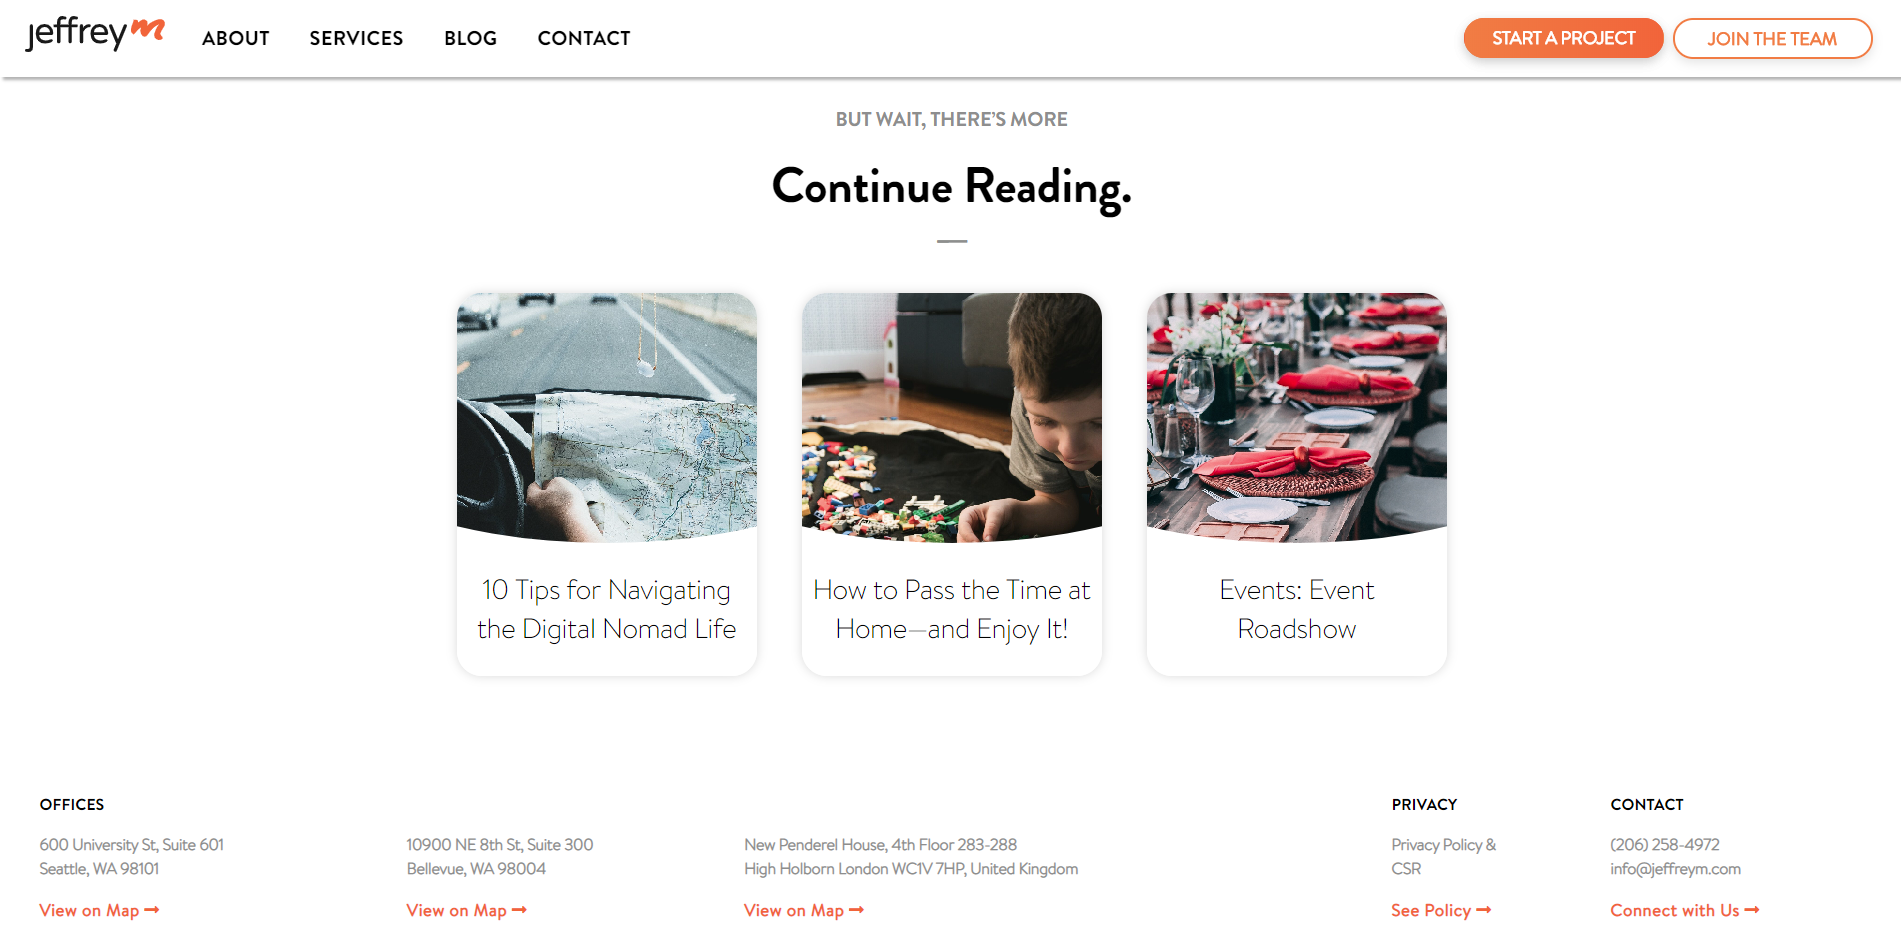 jeffreym
ABOUT
SERVICES
BLOG
CONTACT
START A PROJECT
JOIN THE TEAM
BUT WAIT, THERE'S MORE
Continue Reading.
10 Tips for Navigating
the Digital Nomad Life
How to Pass the Time at
Home—and Enjoy It!
Events: Event
Roadshow
OFFICES
600 University St, Suite 601
Seattle, WA 98101
View on Map
10900 NE 8th St, Suite 300
Bellevue, WA 98004
View on Map
New Penderel House, 4th Floor 283-288
High Holborn London WC1V 7HP, United Kingdom
View on Map
PRIVACY
Privacy Policy &
CSR
See Policy
CONTACT
(206) 258-4972
info@jeffreym.com
Connect with Us